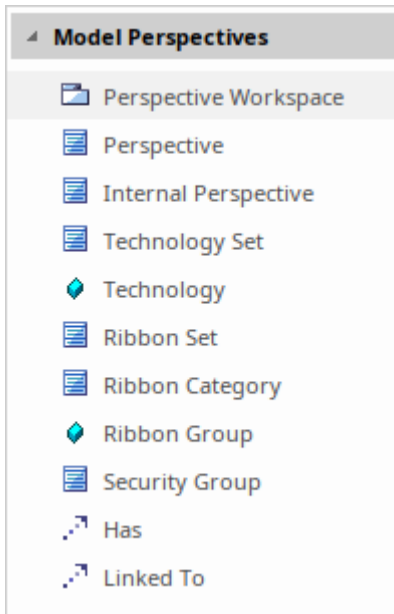 Model Perspectives
Perspective Workspace
Perspective
Internal Perspective
Technology Set
Technology
Ribbon Set
Ribbon Category
Ribbon Group
Security Group
Has
Linked To